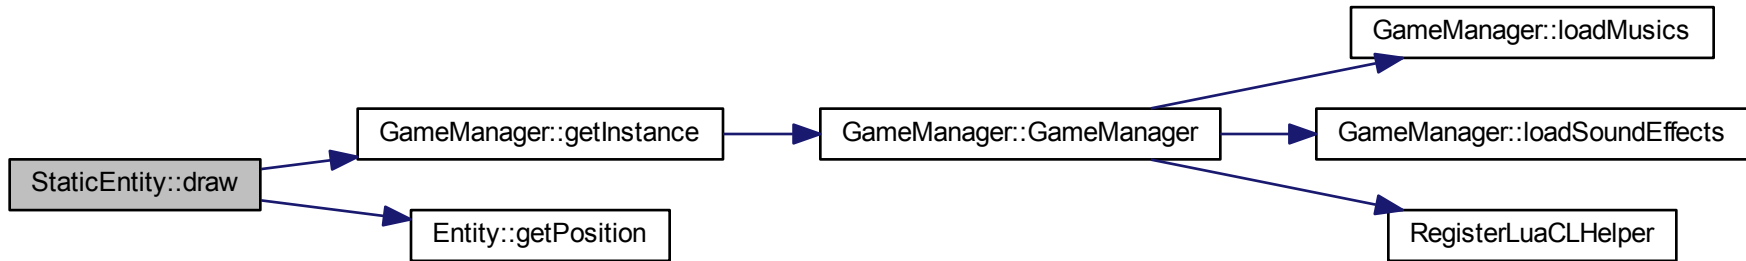 GameManager::loadMusics
GameManager::getInstance
GameManager::GameManager
GameManager::loadSoundEffects
StaticEntity::draw
Entity::getPosition
RegisterLuaCLHelper